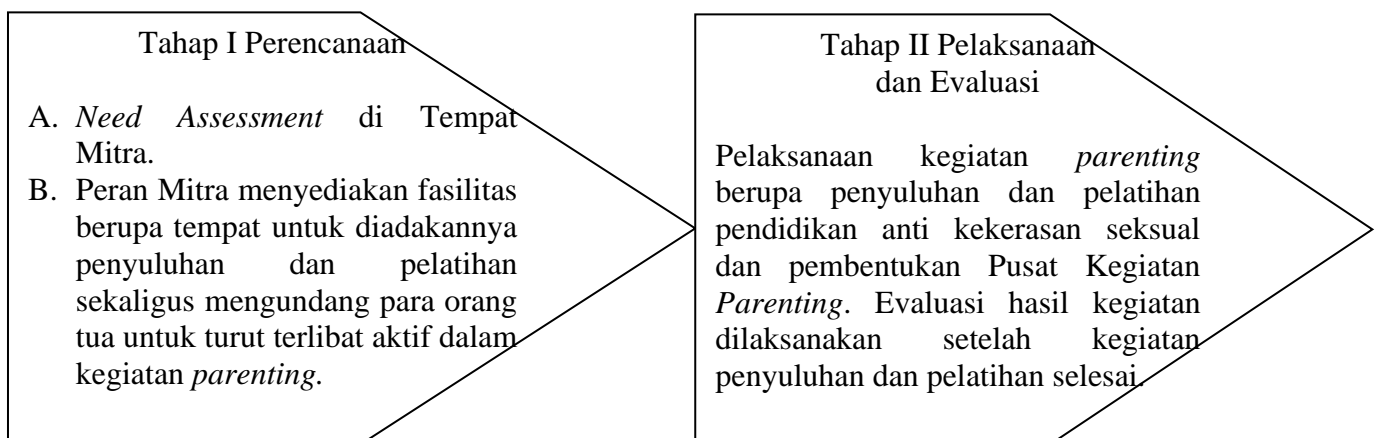 Tahap I Perencanaan
A. Need Assessment di Tempat
Mitra.
B. Peran Mitra menyediakan fasilitas
berupa tempat untuk diadakannya
penyuluhan dan pelatihan
sekaligus mengundang para orang
tua untuk turut terlibat aktif dalam
kegiatan parenting.
Tahap II Pelaksanaan
dan Evaluasi
Pelaksanaan kegiatan parenting
berupa penyuluhan dan pelatihan
pendidikan anti kekerasan seksual
dan pembentukan Pusat Kegiatan
Parenting. Evaluasi hasil kegiatan
dilaksanakan setelah kegiatan
penyuluhan dan pelatihan selesai.